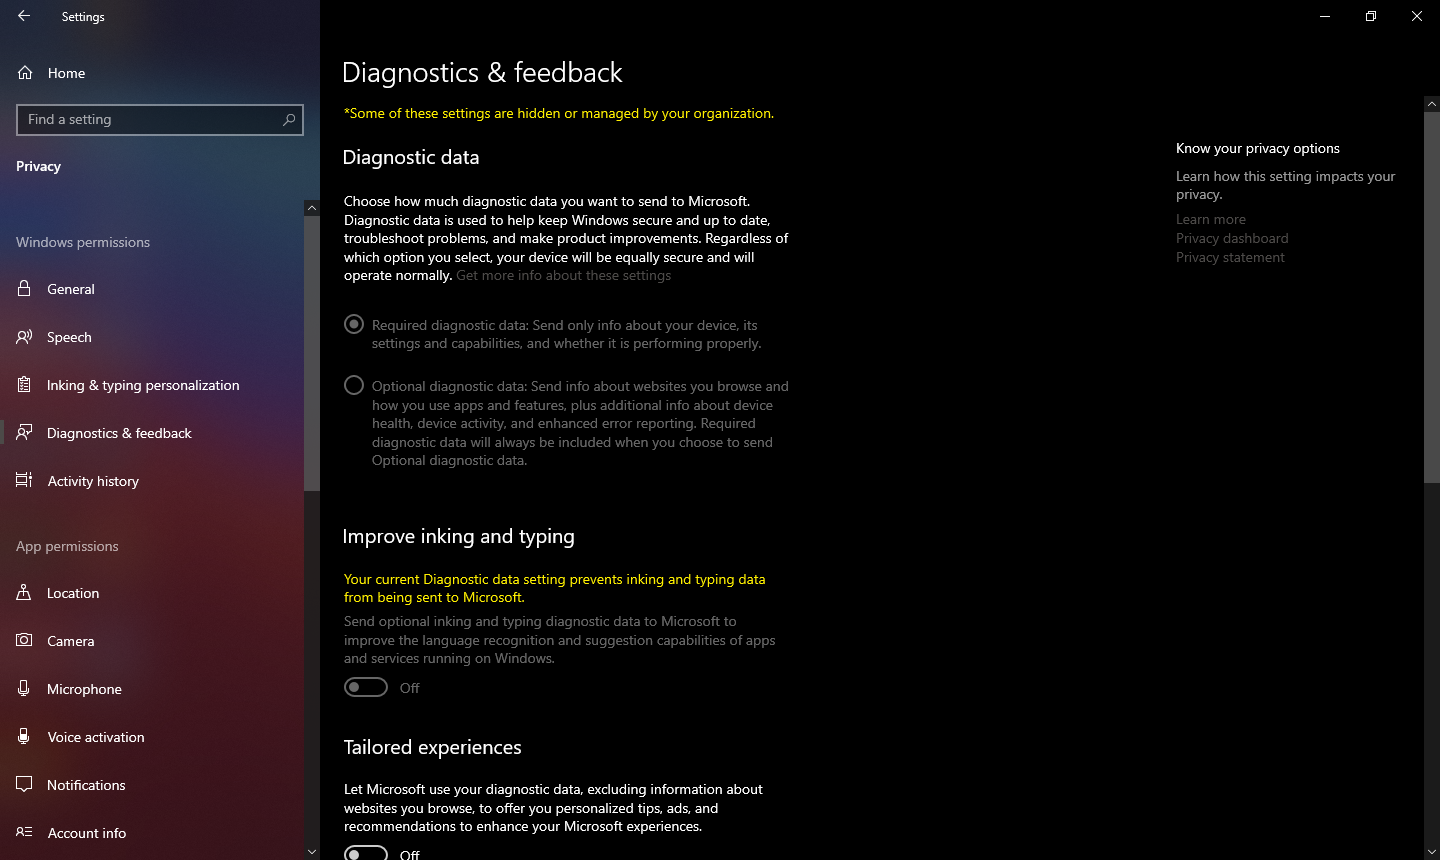 Settings
Home
Find a setting
Privacy
Windows permissions
General
Speech
Inking & typing personalization
Diagnostics & feedback
Activity history
App permissions
Location
Camera
Microphone
Voice activation
Notifications
Account info
Diagnostics & feedback
*Some of these settings are hidden or managed by your organization.
Diagnostic data
Choose how much diagnostic data you want to send to Microsoft.
Diagnostic data is used to help keep Windows secure and up to date,
troubleshoot problems, and make product improvements. Regardless of
which option you select, your device will be equally secure and will
operate normally. Get more info about these settings
Required diagnostic data: Send only info about your device, its
settings and capabilities, and whether it is performing properly.
Optional diagnostic data: Send info about websites you browse and
how you use apps and features, plus additional info about device
health, device activity, and enhanced error reporting. Required
diagnostic data will always be included when you choose to send
Optional diagnostic data.
Improve inking and typing
Your current Diagnostic data setting prevents inking and typing data
from being sent to Microsoft.
Send optional inking and typing diagnostic data to Microsoft to
improve the language recognition and suggestion capabilities of apps
and services running on Windows.
Off
Tailored experiences
Let Microsoft use your diagnostic data, excluding information about
websites you browse, to offer you personalized tips, ads, and
recommendations to enhance your Microsoft experiences.
Off
Know your privacy options
Learn how this setting impacts your
privacy.
Learn more
Privacy dashboard
Privacy statement